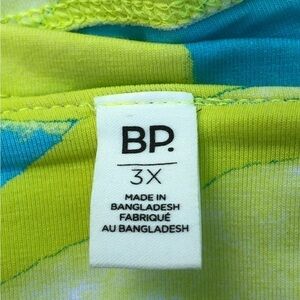 BP.
3X
MADE IN
BANGLADESH
FABRIQUÉ
AU BANGLADESH